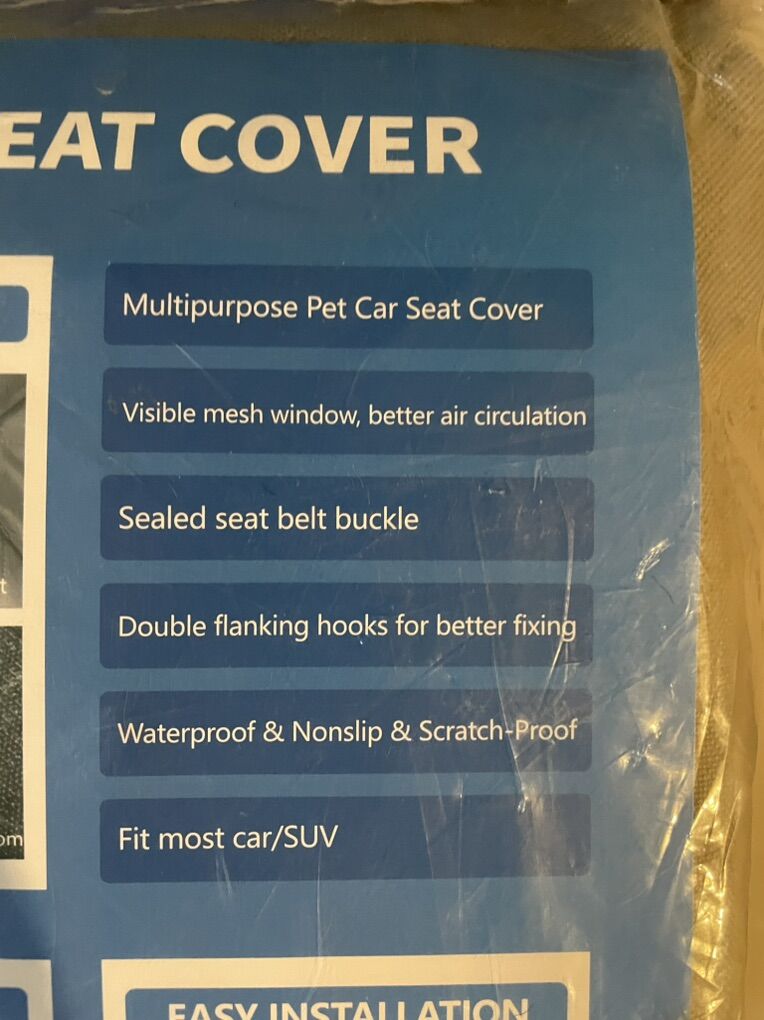 EAT COVER
Multipurpose Pet Car Seat Cover
Visible mesh window, better air circulation
Sealed seat belt buckle
Double flanking hooks for better fixing
Waterproof & Nonslip & Scratch-Proof
Fit most car/SUV
t
om
EASY INSTALLATION